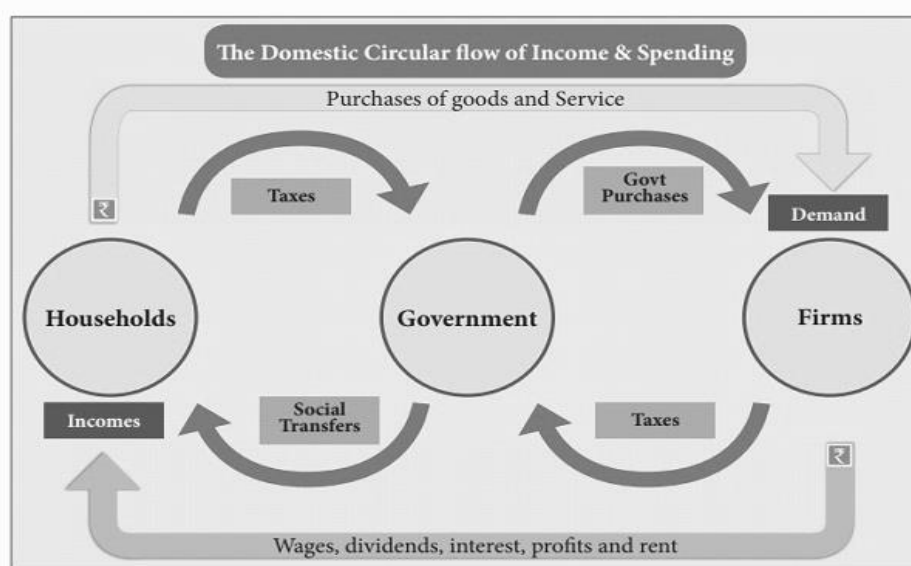 The Domestic Circular flow of Income & Spending
Purchases of goods and Service
Taxes
Govt
Purchases
₹
Demand
Households
Government
Firms
Incomes
Social
Transfers
Taxes
₹
Wages, dividends, interest, profits and rent